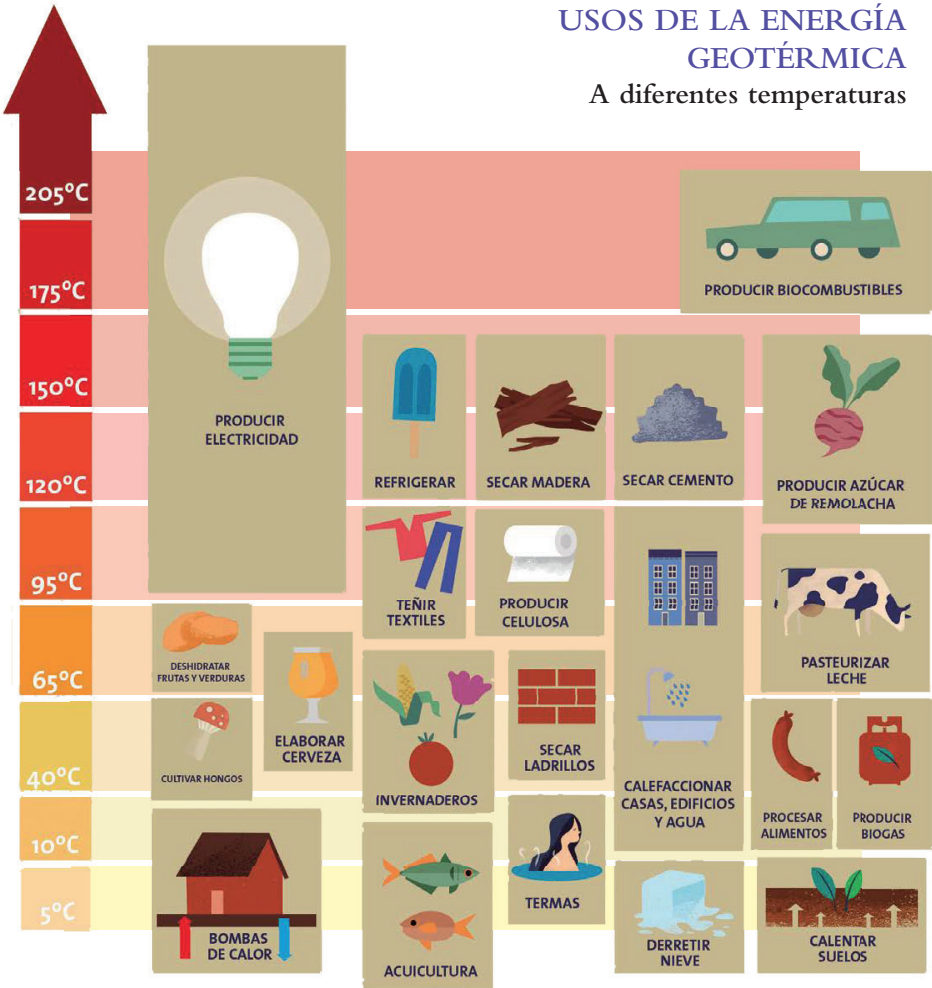 USOS DE LA ENERGÍA
GEOTÉRMICA
A diferentes temperaturas
205°C
175°C
150°C
120°C
95°C
65°C
40°C
10°C
5°C
PRODUCIR
ELECTRICIDAD
PRODUCIR BIOCOMBUSTIBLES
REFRIGERAR
SECAR MADERA
SECAR CEMENTO
PRODUCIR AZÚCAR
DE REMOLACHA
TEÑIR
TEXTILES
PRODUCIR
CELULOSA
PASTEURIZAR
LECHE
DESHIDRATAR
FRUTAS Y VERDURAS
ELABORAR
CERVEZA
CULTIVAR HONGOS
INVERNADEROS
SECAR
LADRILLOS
CALEFACCIONAR
CASAS, EDIFICIOS
Y AGUA
PROCESAR
ALIMENTOS
PRODUCIR
BIOGAS
BOMBAS
DE CALOR
ACUICULTURA
TERMAS
DERRETIR
NIEVE
CALENTAR
SUELOS